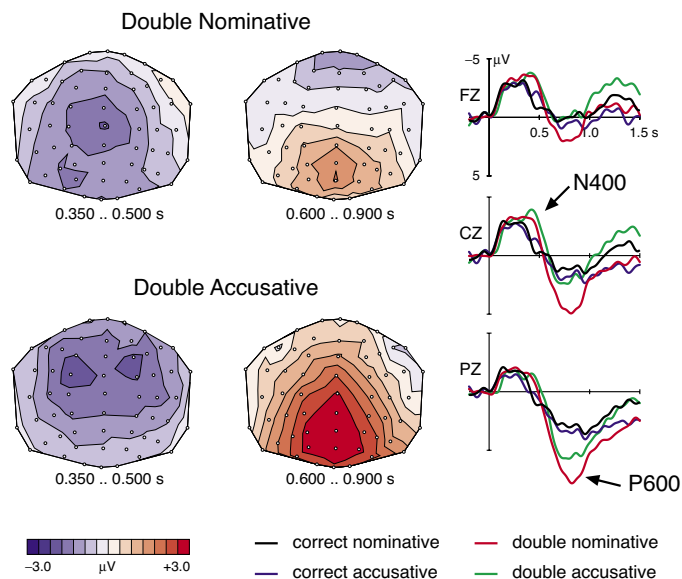 Double Nominative
0.350 .. 0.500 s
0.600 .. 0.900 s
Double Accusative
0.350 .. 0.500 s
0.600 .. 0.900 s
−3.0 μV +3.0
−5 μV
FZ
0.5 1.0 1.5 s
5
N400
CZ
PZ
P600
correct nominative
double nominative
correct accusative
double accusative